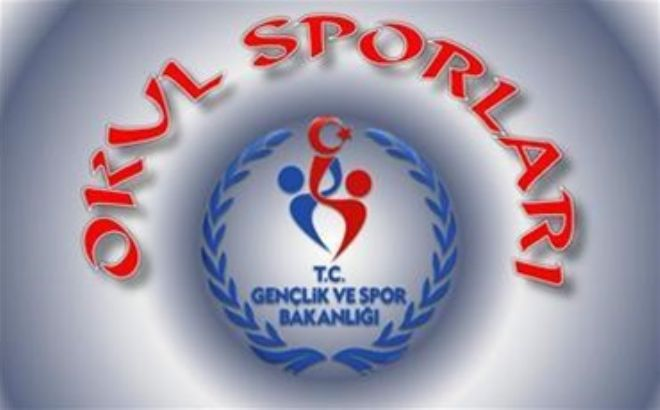 OKUL SPORLARI
T.C.
GENÇLİK VE SPOR
BAKANLIĞI